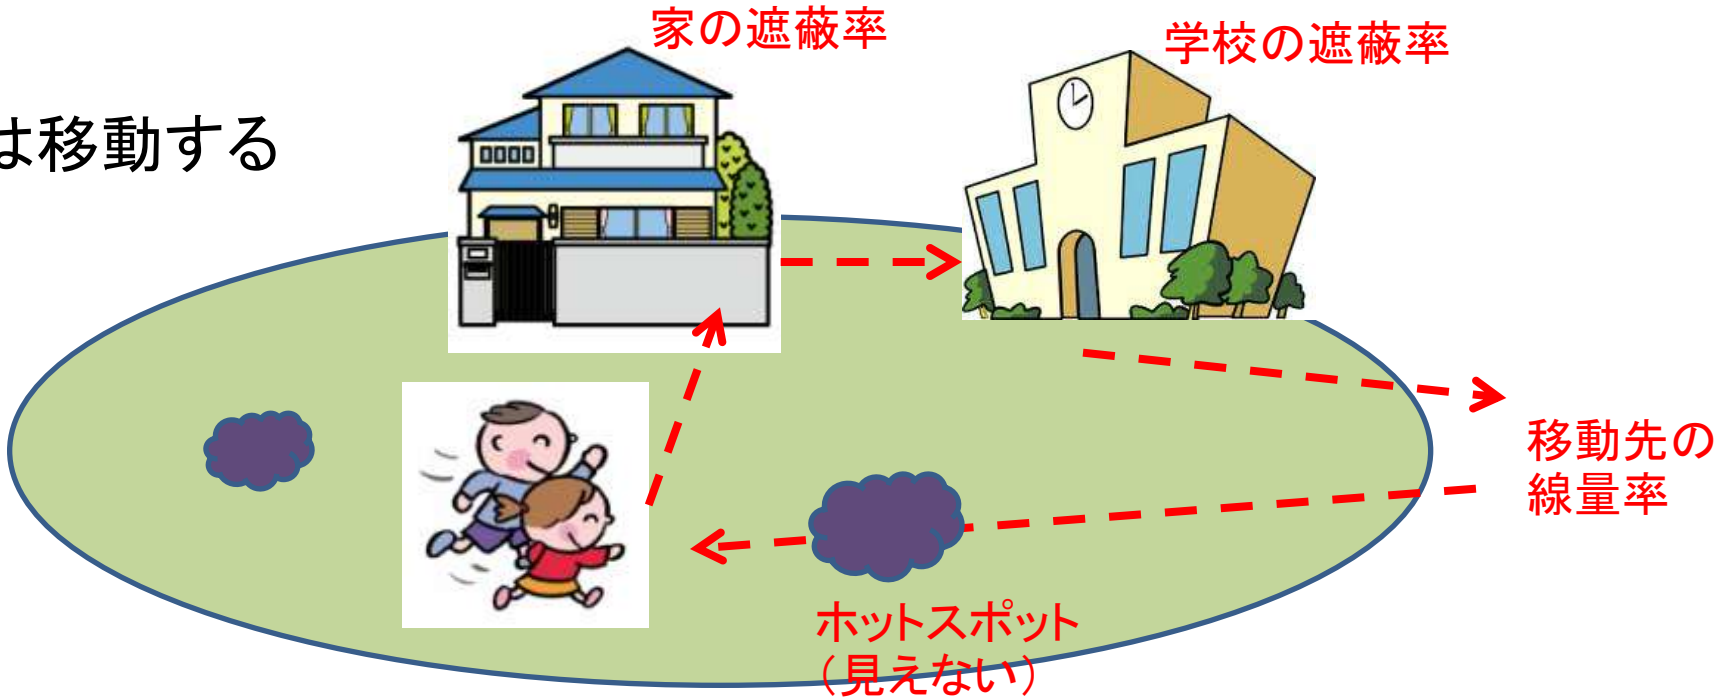 家の遮蔽率
学校の遮蔽率
は移動する
移動先の
線量率
ホットスポット
（見えない）